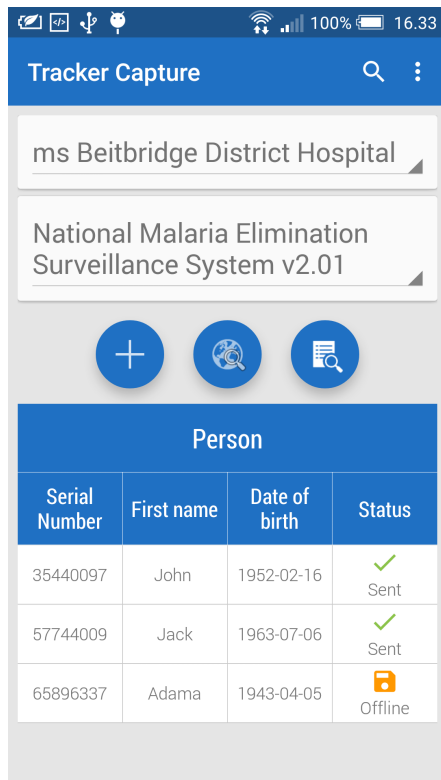 100% 16.33
Tracker Capture
ms Beitbridge District Hospital
National Malaria Elimination
Surveillance System v2.01
Person
Serial Number First name Date of birth Status
35440097 John 1952-02-16 Sent
57744009 Jack 1963-07-06 Sent
65896337 Adama 1943-04-05 Offline